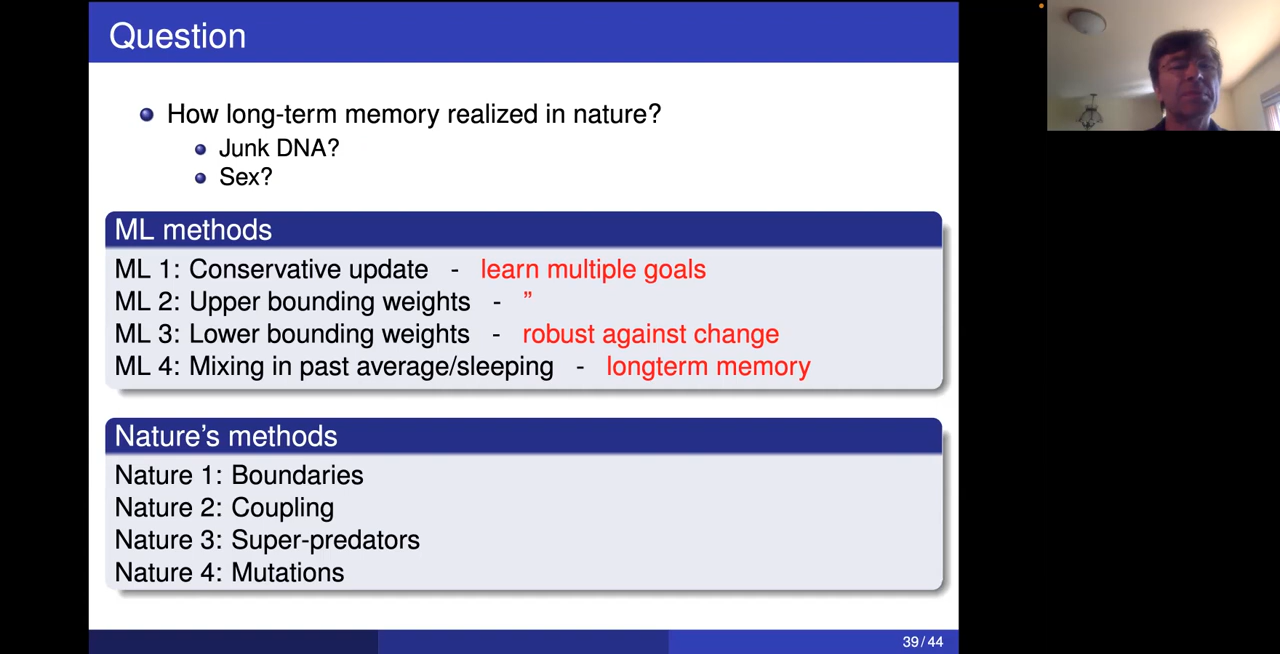 Question
How long-term memory realized in nature?
Junk DNA?
Sex?
ML methods
ML 1: Conservative update - learn multiple goals
ML 2: Upper bounding weights - ”
ML 3: Lower bounding weights - robust against change
ML 4: Mixing in past average/sleeping - longterm memory
Nature’s methods
Nature 1: Boundaries
Nature 2: Coupling
Nature 3: Super-predators
Nature 4: Mutations
39 / 44